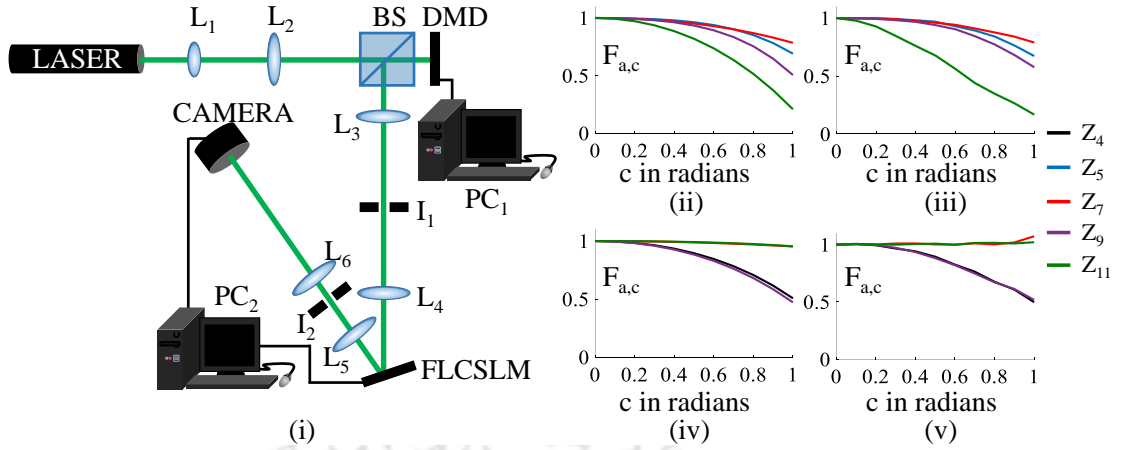 L1 L2 BS DMD
LASER
CAMERA
L3
PC1
I1
L6
L4
PC2
I2
L5
FLCSLM
(i)
1
0.5
0
Fa,c
0 0.2 0.4 0.6 0.8 1
c in radians
(ii)
1
0.5
0
Fa,c
0 0.2 0.4 0.6 0.8 1
c in radians
(iii)
Z4
Z5
Z7
Z9
Z11
1
0.5
0
Fa,c
0 0.2 0.4 0.6 0.8 1
c in radians
(iv)
1
0.5
0
Fa,c
0 0.2 0.4 0.6 0.8 1
c in radians
(v)